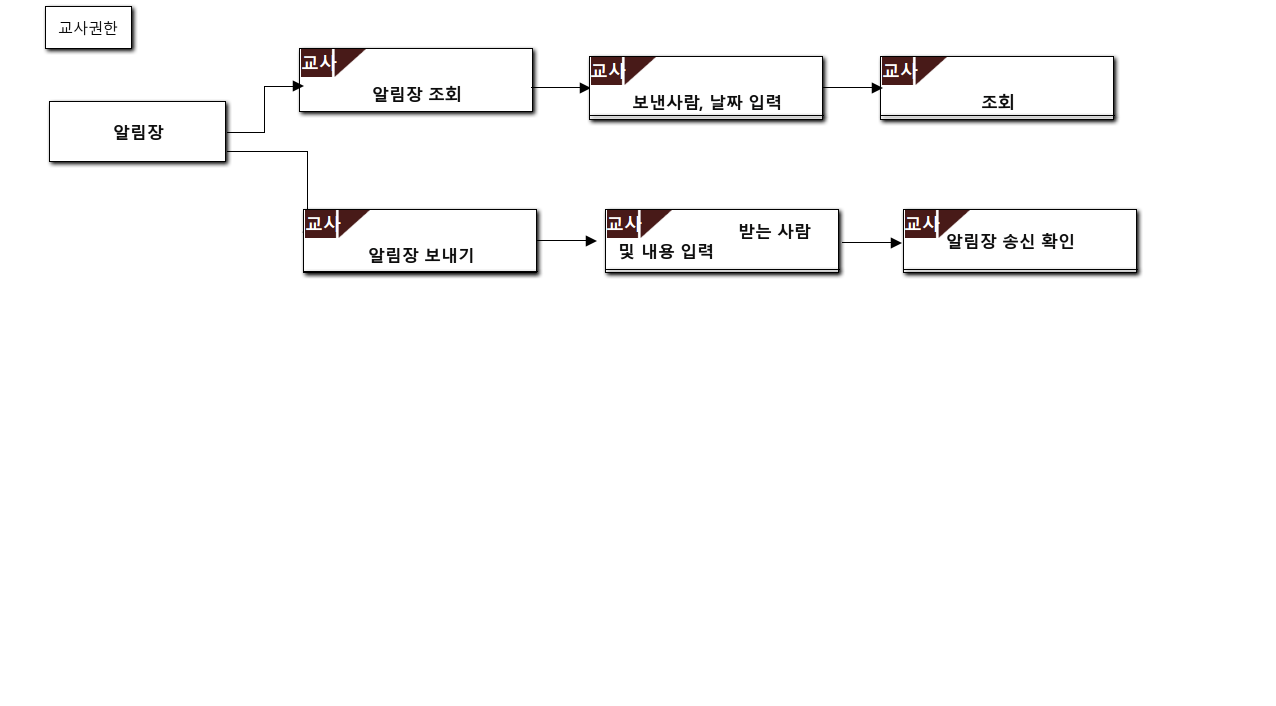 교사권한
알림장
교사
알림장 조회
교사
보낸사람, 날짜 입력
교사
조회
교사
알림장 보내기
교사
받는 사람
및 내용 입력
교사
알림장 송신 확인